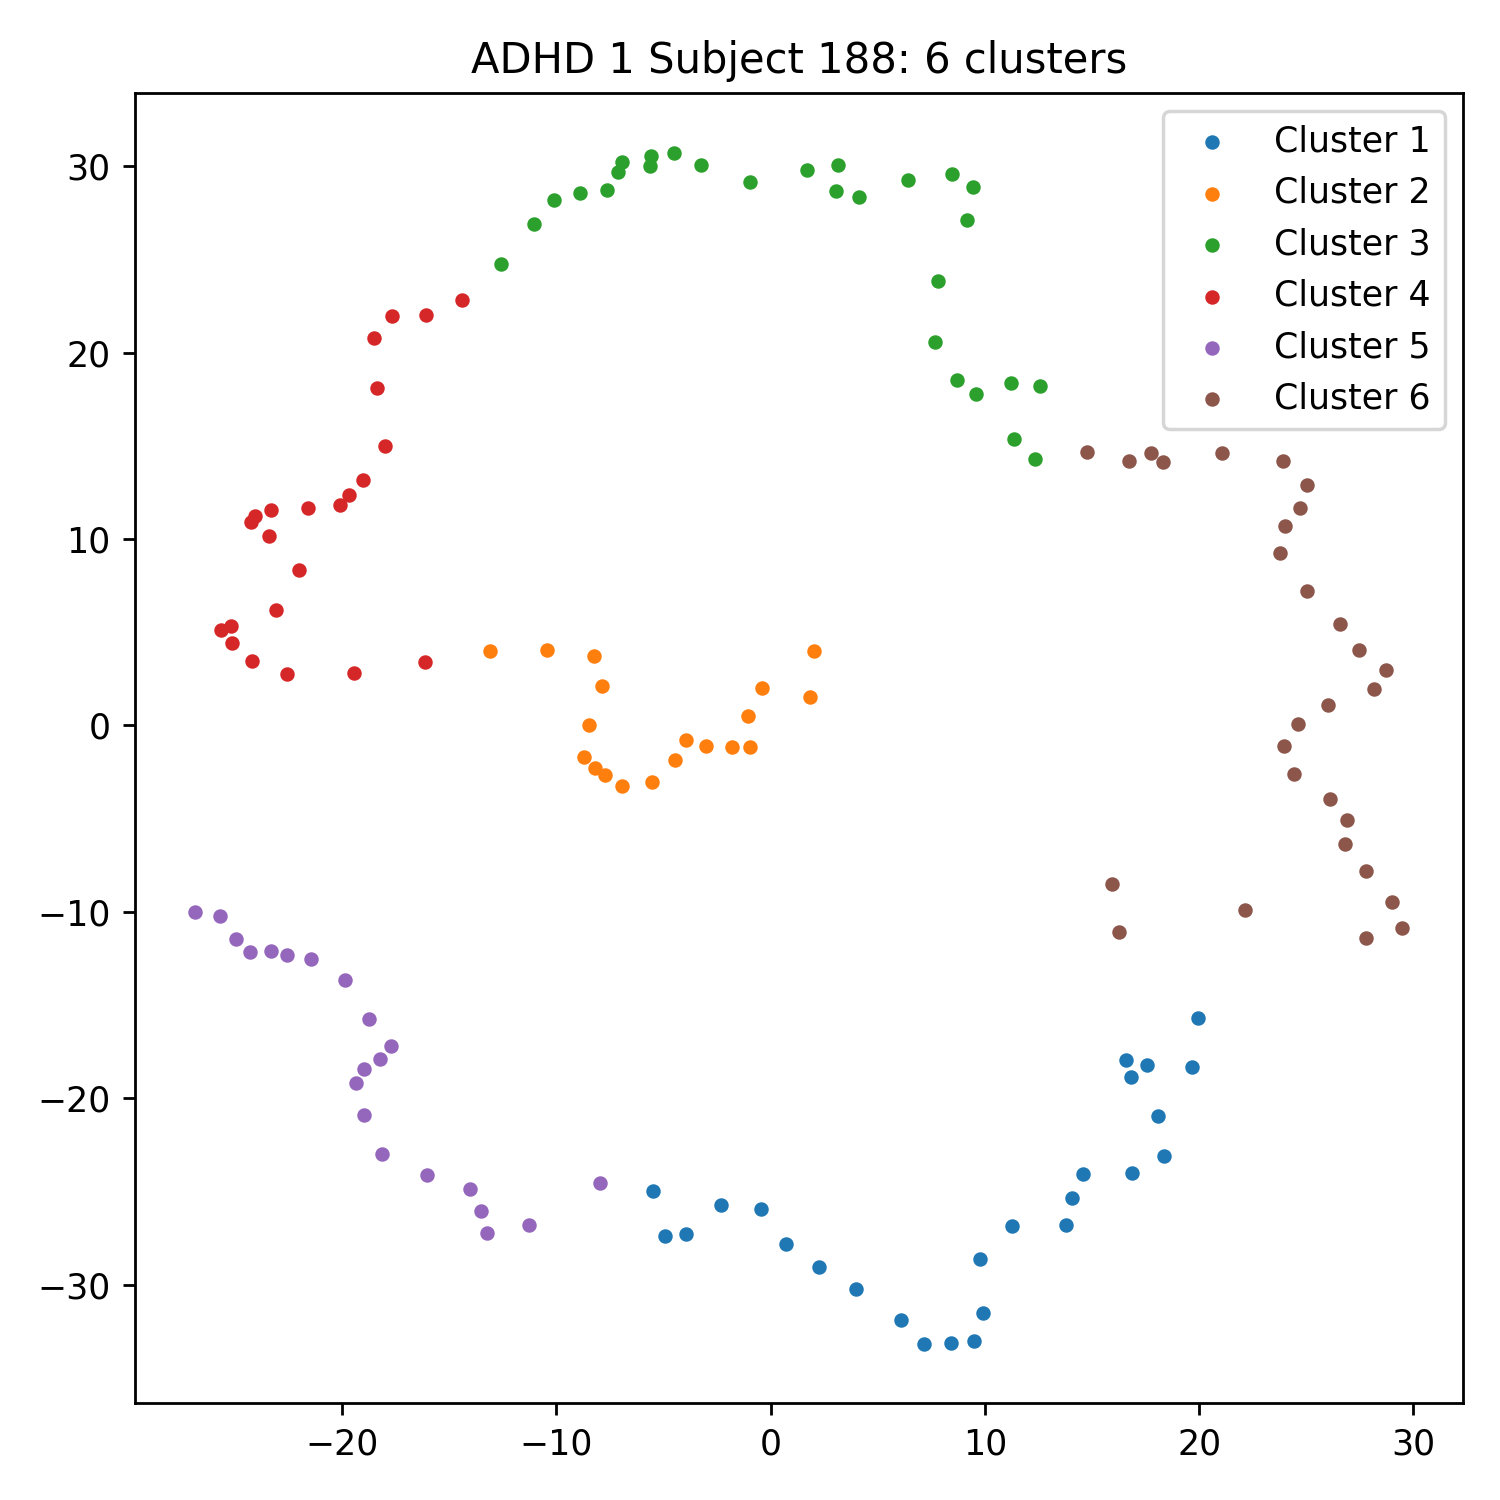 ADHD 1 Subject 188: 6 clusters
Cluster 1
Cluster 2
Cluster 3
Cluster 4
Cluster 5
Cluster 6
30
20
10
0
−10
−20
−30
−20 −10 0 10 20 30